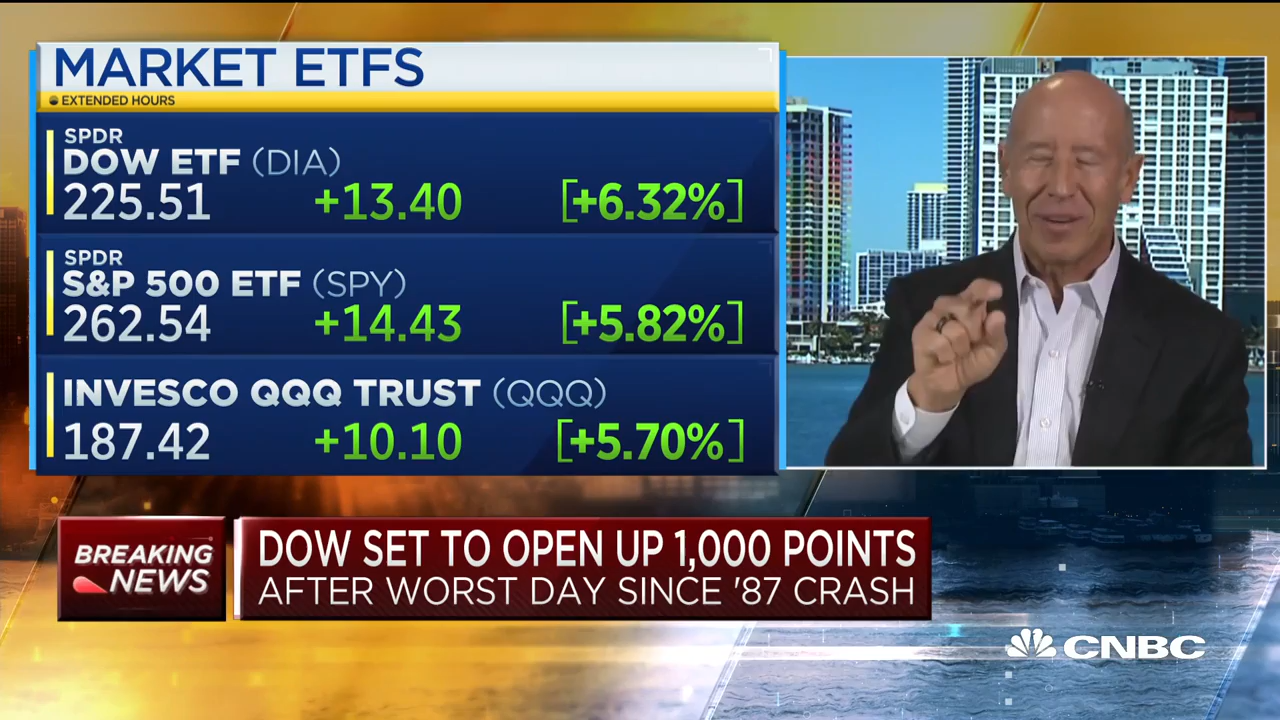 MARKET ETFS
EXTENDED HOURS
SPDR
DOW ETF (DIA)
225.51 +13.40 [+6.32%]
SPDR
S&P 500 ETF (SPY)
262.54 +14.43 [+5.82%]
INVESCO QQQ TRUST (QQQ)
187.42 +10.10 [+5.70%]
BREAKING
NEWS
DOW SET TO OPEN UP 1,000 POINTS
AFTER WORST DAY SINCE '87 CRASH
CNBC